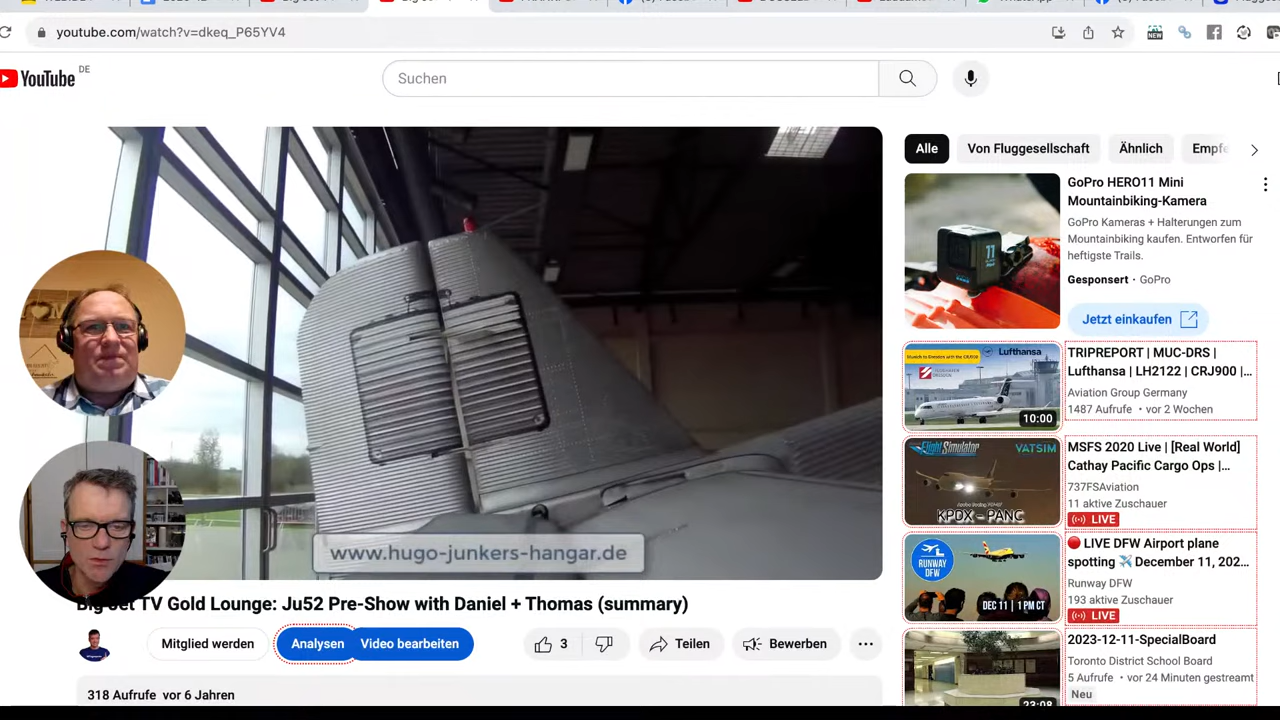 youtube.com/watch?v=dkeq_P65YV4
NEW
YouTube DE
Suchen
www.hugo-junkers-hangar.de
Big Jet TV Gold Lounge: Ju52 Pre-Show with Daniel + Thomas (summary)
Mitglied werden
Analysen
Video bearbeiten
3
Teilen
Bewerben
318 Aufrufe vor 6 Jahren
Alle
Von Fluggesellschaft
Ähnlich
Empfe
GoPro HERO11 Mini
Mountainbiking-Kamera
GoPro Kameras + Halterungen zum
Mountainbiking kaufen. Entworfen für
heftigste Trails.
Gesponsert · GoPro
Jetzt einkaufen
11
Lufthansa
10:00
TRIPREPORT | MUC-DRS |
Lufthansa | LH2122 | CRJ900 |...
Aviation Group Germany
1487 Aufrufe · vor 2 Wochen
VATSIM
KPDX – PANC
MSFS 2020 Live | [Real World]
Cathay Pacific Cargo Ops |...
737FSAviation
11 aktive Zuschauer
LIVE
RUNWAY
DFW
DEC 11 | 1 PM CT
LIVE DFW Airport plane
spotting December 11, 202...
Runway DFW
193 aktive Zuschauer
LIVE
23:08
2023-12-11-SpecialBoard
Toronto District School Board
5 Aufrufe · vor 24 Minuten gestreamt
Neu